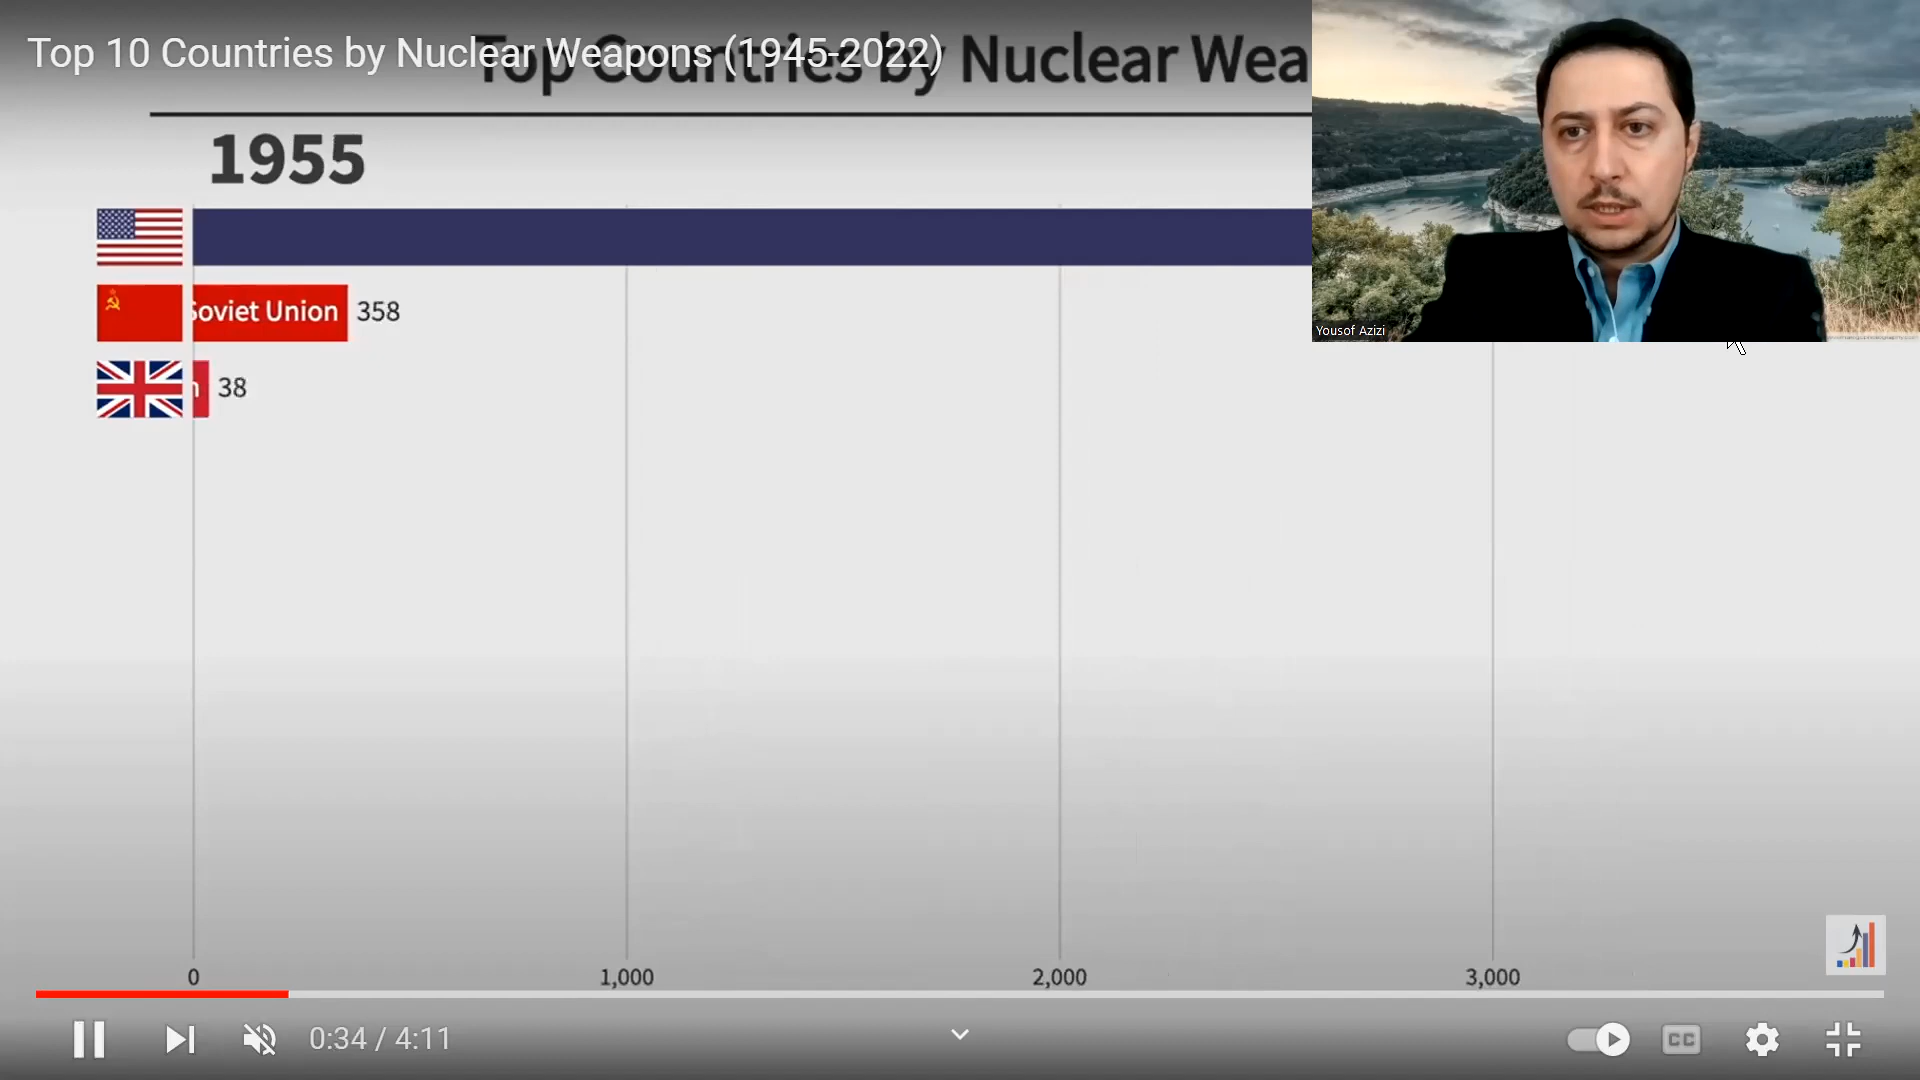 Top 10 Countries by Nuclear Weapons (1945-2022)
Top Countries by Nuclear Wea
1955
Soviet Union 358
n 38
Yousof Azizi
0 1,000 2,000 3,000
0:34 / 4:11
CC